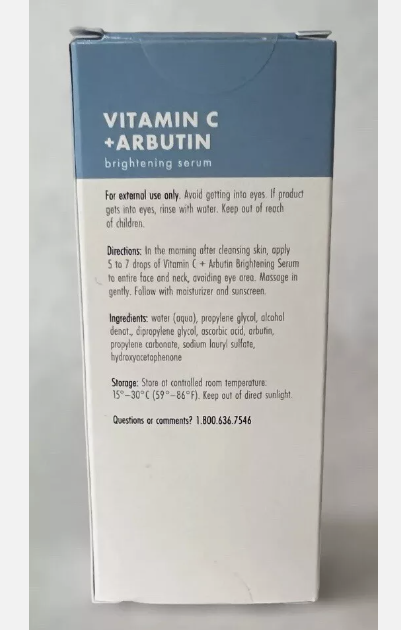 VITAMIN C
+ARBUTIN
brightening serum
For external use only. Avoid getting into eyes. If product
gets into eyes, rinse with water. Keep out of reach
of children.
Directions: In the morning after cleansing skin, apply
5 to 7 drops of Vitamin C + Arbutin Brightening Serum
to entire face and neck, avoiding eye area. Massage in
gently. Follow with moisturizer and sunscreen.
Ingredients: water (aqua), propylene glycol, alcohol
denat., dipropylene glycol, ascorbic acid, arbutin,
propylene carbonate, sodium lauryl sulfate,
hydroxyacetophenone
Storage: Store at controlled room temperature:
15°–30°C (59°–86°F). Keep out of direct sunlight.
Questions or comments? 1.800.636.7546